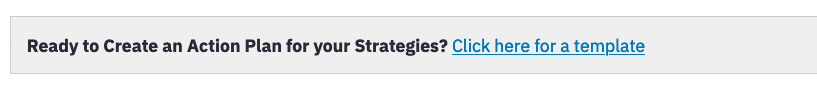 Ready to Create an Action Plan for your Strategies? Click here for a template